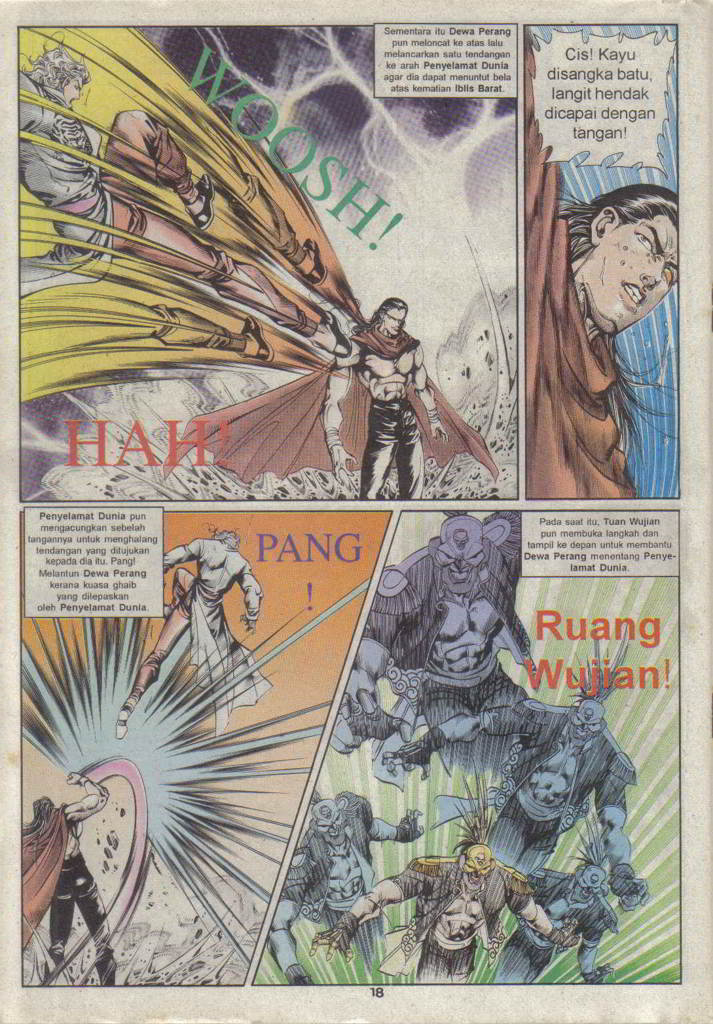 Sementara itu Dewa Perang
pun meloncat ke atas lalu
melancarkan satu tendangan
ke arah Penyelamat Dunia
agar dia dapat menuntut bela
atas kematian Iblis Barat.
WOOSH!
HAH!
Cis! Kayu
disangka batu,
langit hendak
dicapai dengan
tangan!
Penyelamat Dunia pun
mengacungkan sebelah
tangannya untuk menghalang
tendangan yang ditujukan
kepada dia itu. Pang!
Melantun Dewa Perang
kerana kuasa ghaib
yang dilepaskan
oleh Penyelamat Dunia.
PANG
!
Pada saat itu, Tuan Wujian
pun membuka langkah dan
tampil ke depan untuk membantu
Dewa Perang menentang Penye-
lamat Dunia.
Ruang
Wujian!
18